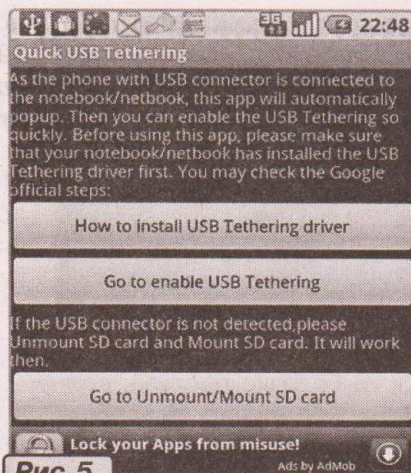 3G 22:48
Quick USB Tethering
As the phone with USB connector is connected to
the notebook/netbook, this app will automatically
popup. Then you can enable the USB Tethering so
quickly. Before using this app, please make sure
that your notebook/netbook has installed the USB
Tethering driver first. You may check the Google
official steps:
How to install USB Tethering driver
Go to enable USB Tethering
If the USB connector is not detected,please
Unmount SD card and Mount SD card. It will work
then.
Go to Unmount/Mount SD card
Lock your Apps from misuse!
Ads by AdMob
Рис. 5